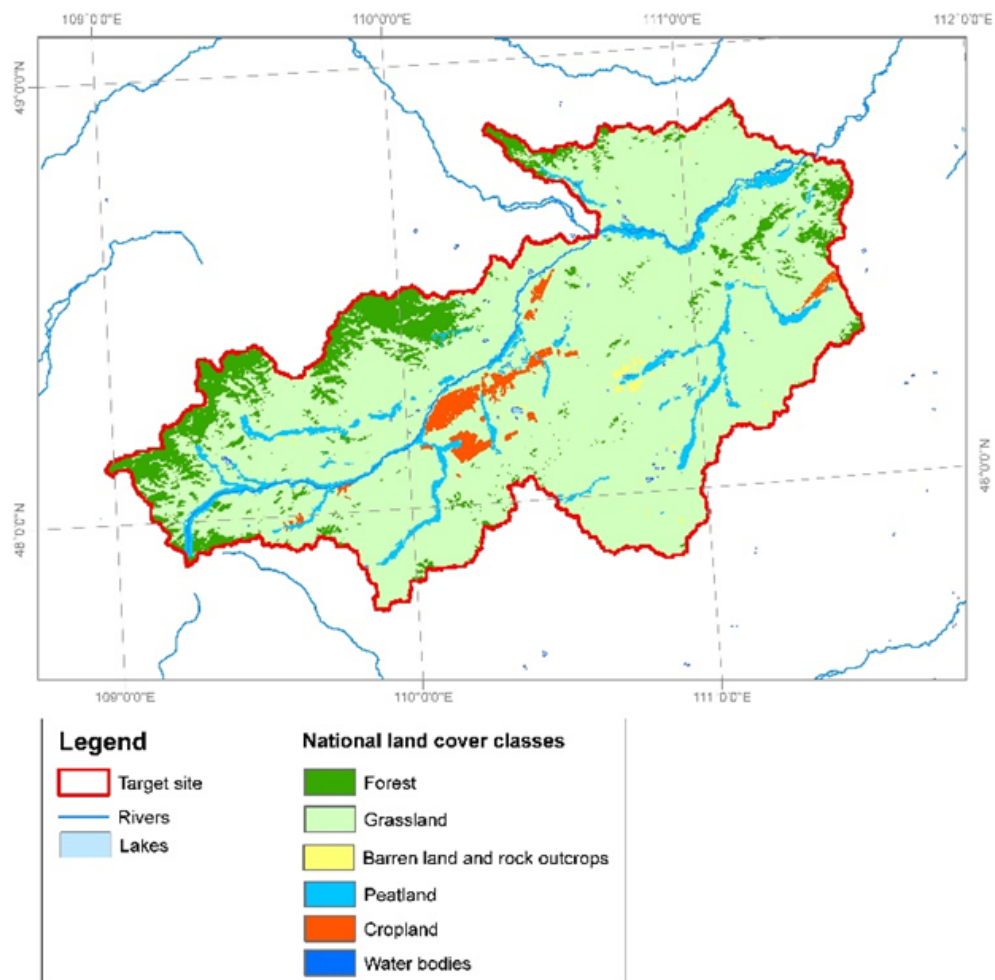 109°0'0"E 110°0'0"E 111°0'0"E 112°0'0"E
49°0'0"N
48°0'0"N
48°0'0"N
109°0'0"E 110°0'0"E 111°0'0"E
Legend
Target site
Rivers
Lakes
National land cover classes
Forest
Grassland
Barren land and rock outcrops
Peatland
Cropland
Water bodies